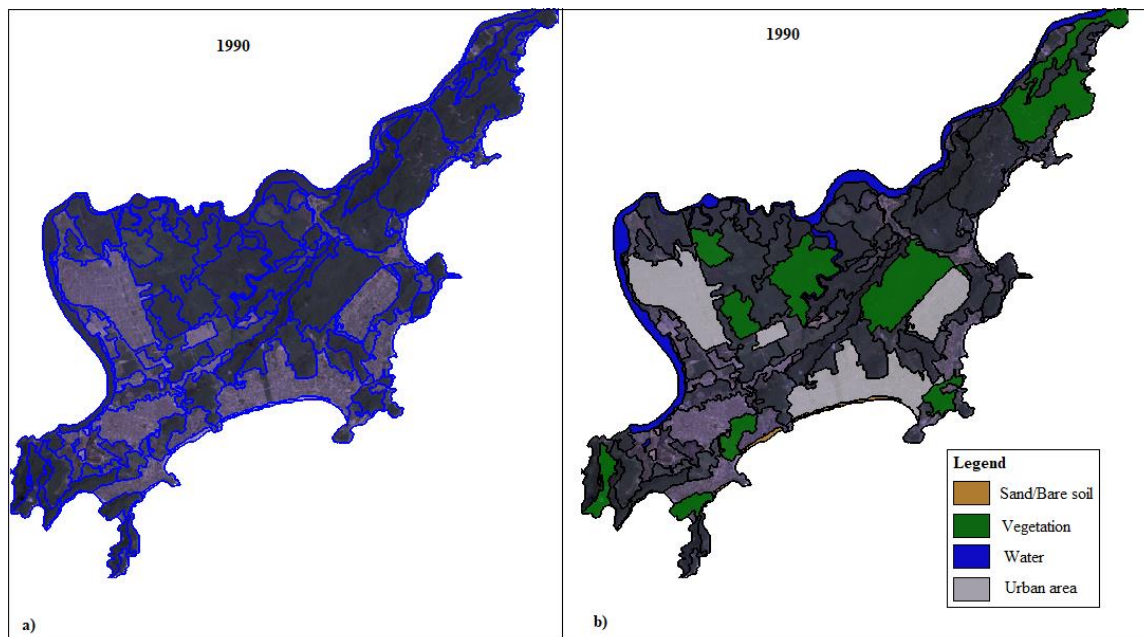 1990
a)
1990
Legend
Sand/Bare soil
Vegetation
Water
Urban area
b)